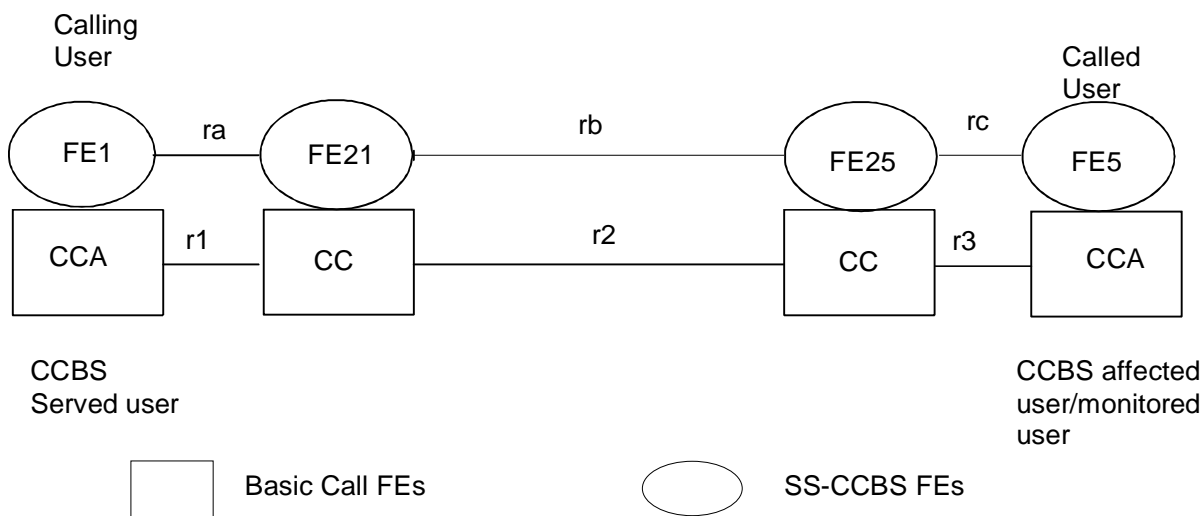 Calling
User
Called
User
ra
rb
rc
FE1
FE21
FE25
FE5
r1
r2
r3
CCA
CC
CC
CCA
CCBS
Served user
CCBS affected
user/monitored
user
Basic Call FEs
SS-CCBS FEs